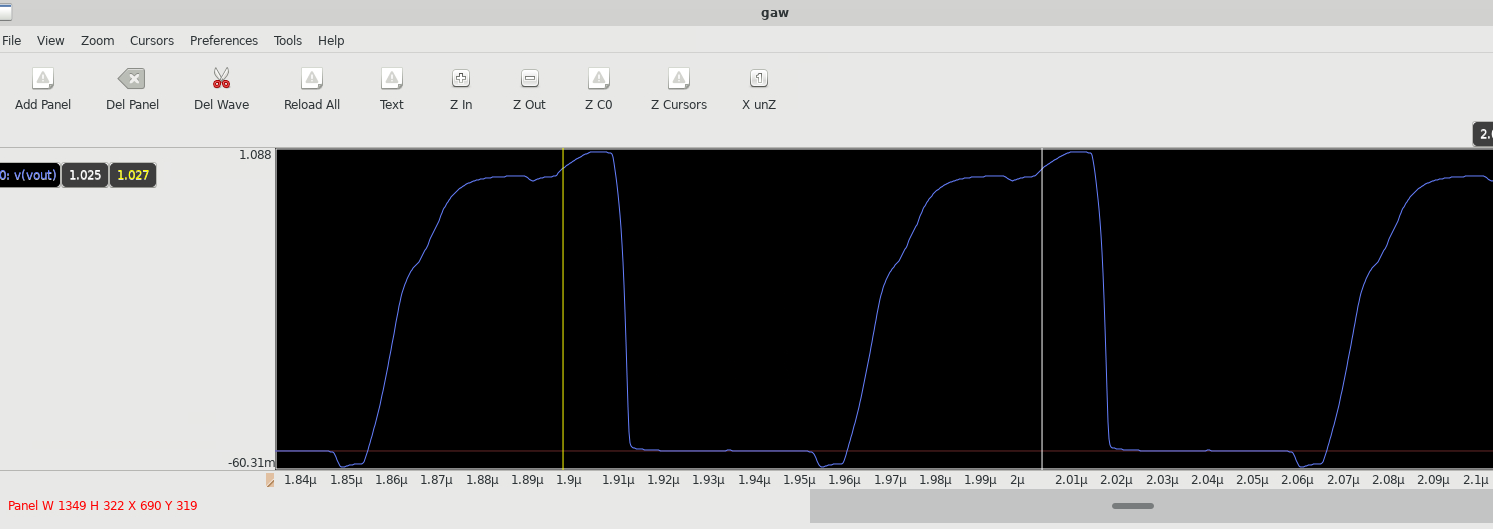 gaw
File View Zoom Cursors Preferences Tools Help
Add Panel Del Panel Del Wave Reload All Text Z In Z Out Z C0 Z Cursors X unZ
1.088
0: v(vout) 1.025 1.027
-60.31m
1.84µ 1.85µ 1.86µ 1.87µ 1.88µ 1.89µ 1.9µ 1.91µ 1.92µ 1.93µ 1.94µ 1.95µ 1.96µ 1.97µ 1.98µ 1.99µ 2µ 2.01µ 2.02µ 2.03µ 2.04µ 2.05µ 2.06µ 2.07µ 2.08µ 2.09µ 2.1µ
Panel W 1349 H 322 X 690 Y 319